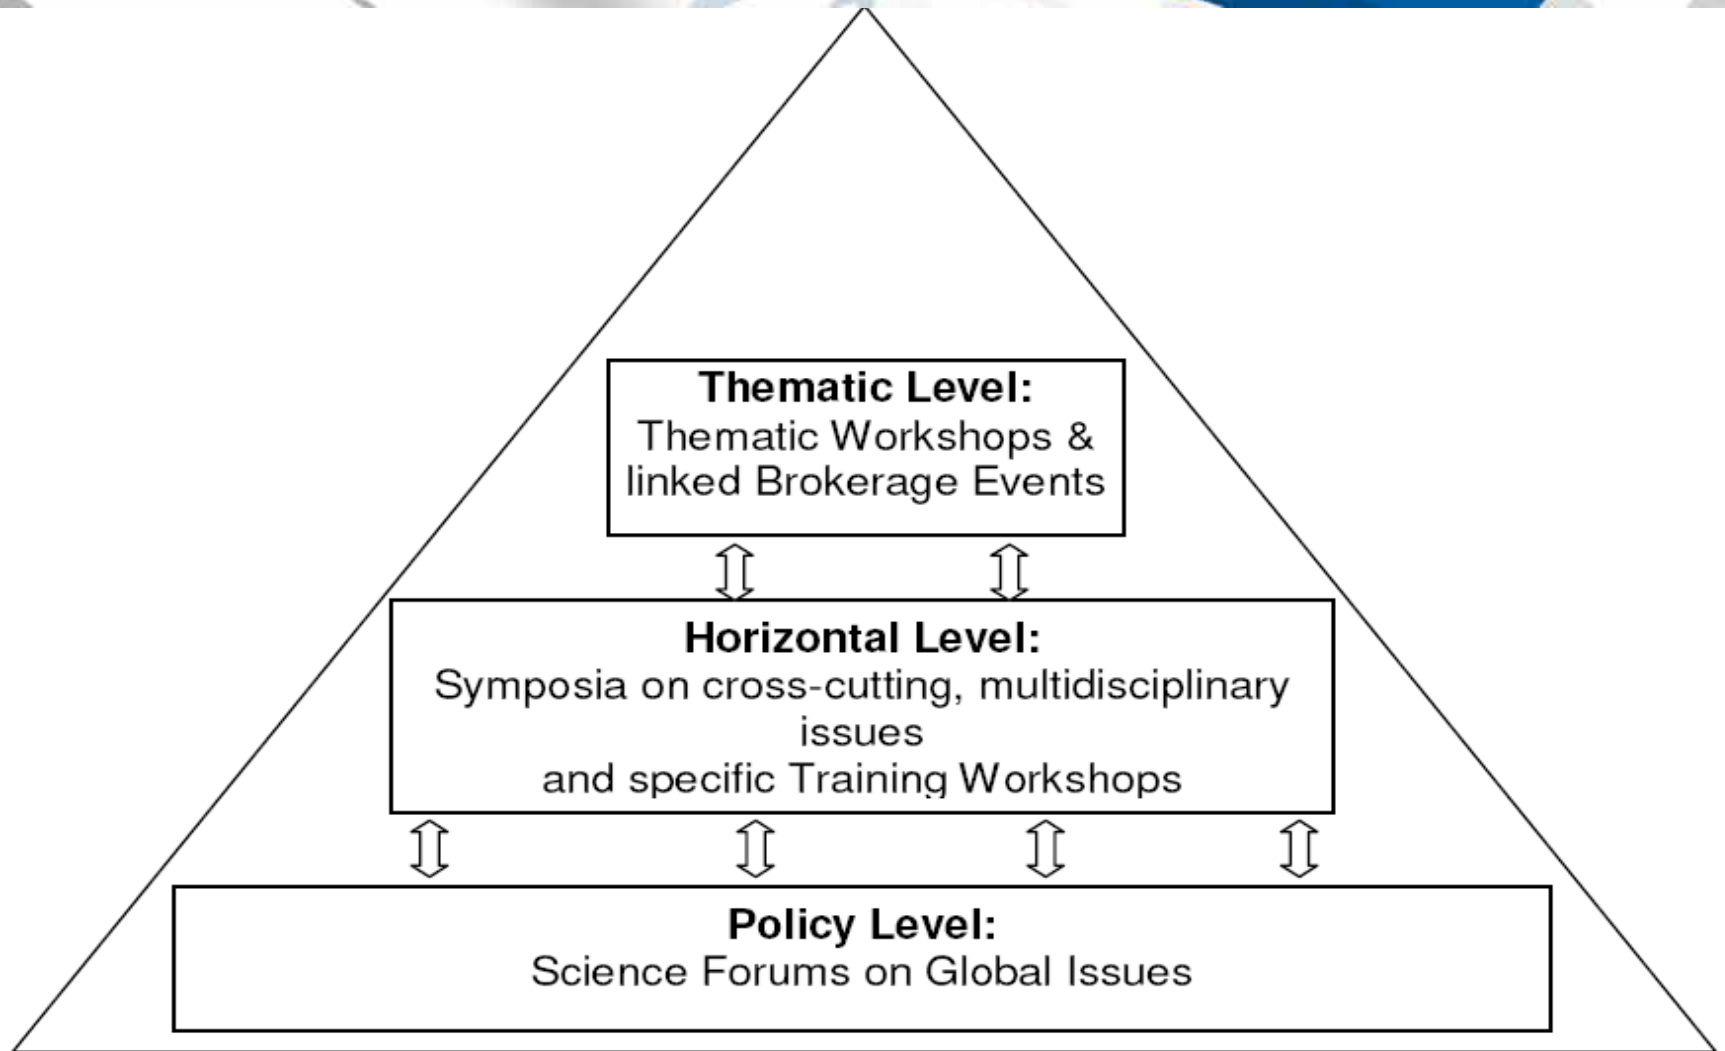 Thematic Level:
Thematic Workshops &
linked Brokerage Events
Horizontal Level:
Symposia on cross-cutting, multidisciplinary
issues
and specific Training Workshops
Policy Level:
Science Forums on Global Issues